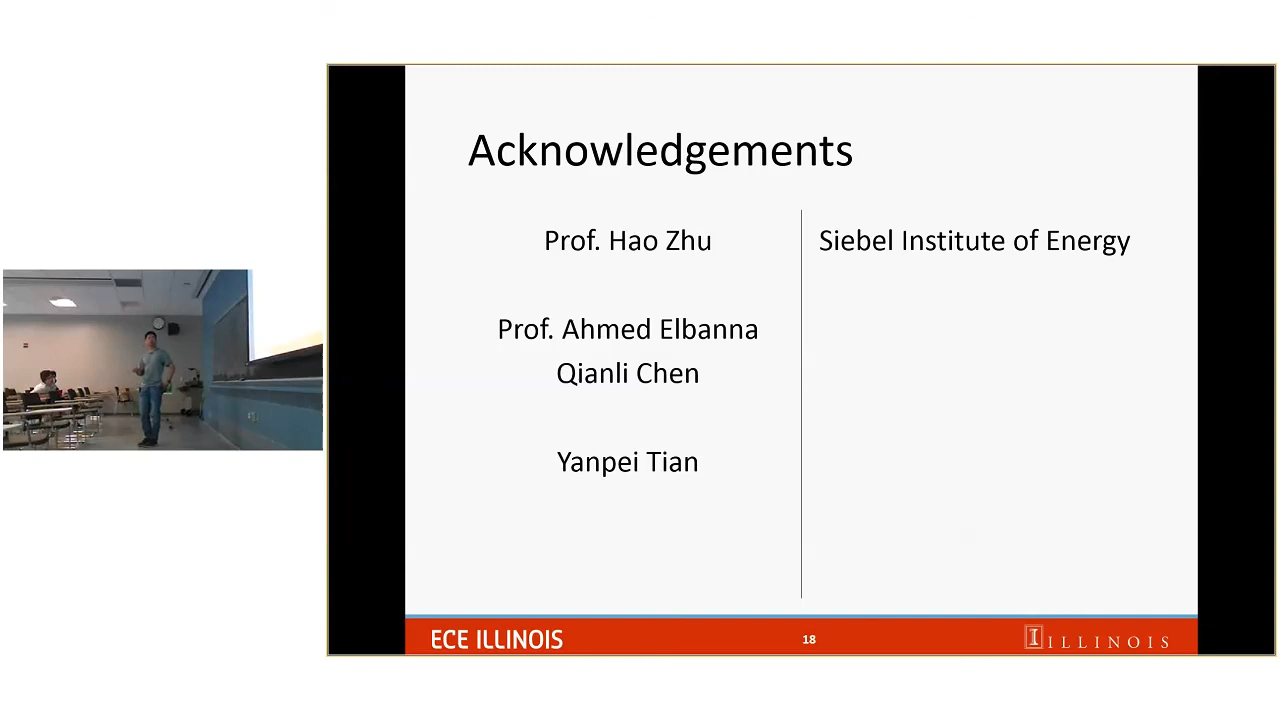 Acknowledgements
Prof. Hao Zhu
Prof. Ahmed Elbanna
Qianli Chen
Yanpei Tian
Siebel Institute of Energy
ECE ILLINOIS
18
I ILLINOIS